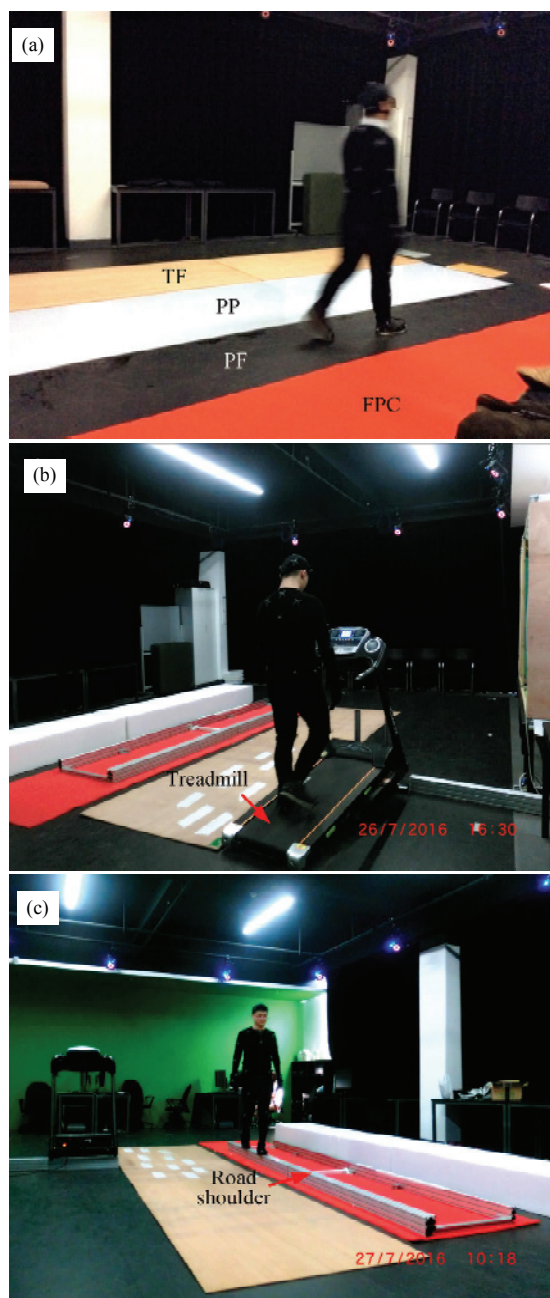 (a)
TF
PP
PF
FPC
(b)
Treadmill
26/7/2016 16:30
(c)
Road
shoulder
27/7/2016 10:18